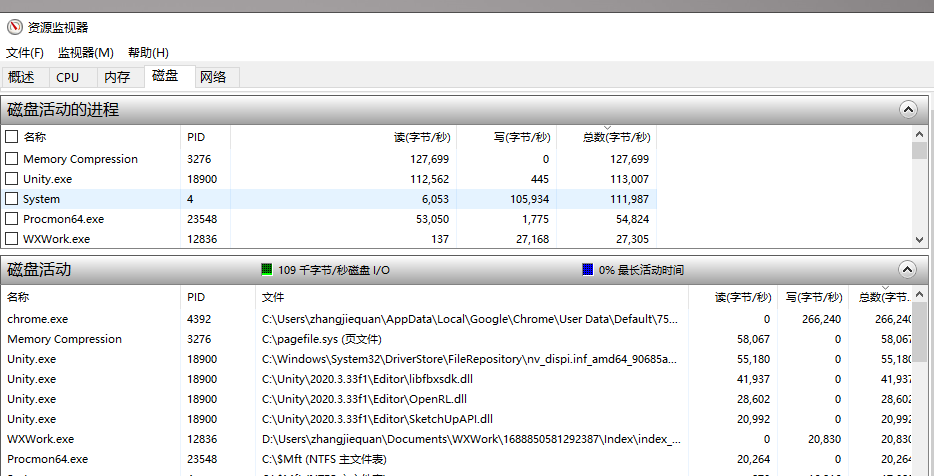 资源监视器
文件(F) 监视器(M) 帮助(H)
概述 CPU 内存 磁盘 网络
磁盘活动的进程
名称 PID 读(字节/秒) 写(字节/秒) 总数(字节/秒)
Memory Compression 3276 127,699 0 127,699
Unity.exe 18900 112,562 445 113,007
System 4 6,053 105,934 111,987
Procmon64.exe 23548 53,050 1,775 54,824
WXWork.exe 12836 137 27,168 27,305
磁盘活动 109 千字节/秒磁盘 I/O 0% 最长活动时间
名称 PID 文件 读(字节/秒) 写(字节/秒) 总数(字节...
chrome.exe 4392 C:\Users\zhangjiequan\AppData\Local\Google\Chrome\User Data\Default\75... 0 266,240 266,240
Memory Compression 3276 C:\pagefile.sys (页文件) 58,067 0 58,067
Unity.exe 18900 C:\Windows\System32\DriverStore\FileRepository\nv_dispi.inf_amd64_90685a... 55,180 0 55,180
Unity.exe 18900 C:\Unity\2020.3.33f1\Editor\libfbxsdk.dll 41,937 0 41,937
Unity.exe 18900 C:\Unity\2020.3.33f1\Editor\OpenRL.dll 28,602 0 28,602
Unity.exe 18900 C:\Unity\2020.3.33f1\Editor\SketchUpAPI.dll 20,992 0 20,992
WXWork.exe 12836 D:\Users\zhangjiequan\Documents\WXWork\1688850581292387\Index\index_... 0 20,830 20,830
Procmon64.exe 23548 C:\$Mft (NTFS 主文件表) 20,264 0 20,264